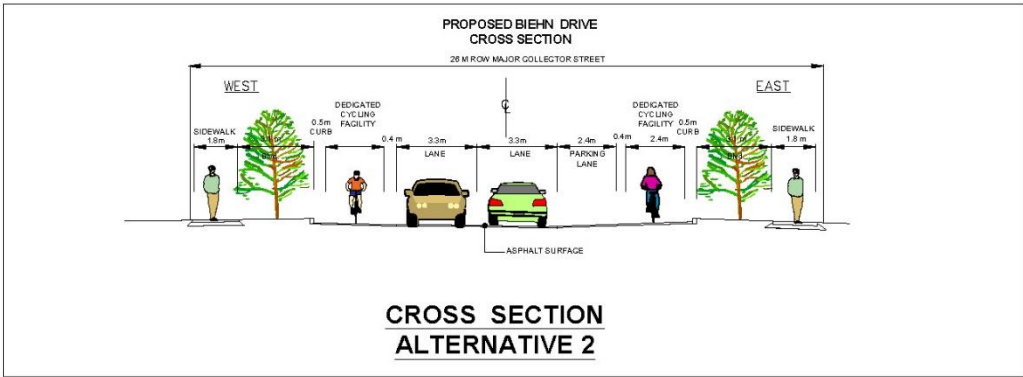 PROPOSED BIEHN DRIVE
CROSS SECTION
26 M ROW MAJOR COLLECTOR STREET
WEST
EAST
SIDEWALK
1.8m
0.5m
CURB
DEDICATED
CYCLING
FACILITY
0.4 m
3.3m
LANE
3.3m
LANE
2.4m
PARKING
LANE
0.4m
DEDICATED
CYCLING
FACILITY
2.4m
0.5m
CURB
SIDEWALK
1.8 m
ASPHALT SURFACE
CROSS SECTION
ALTERNATIVE 2